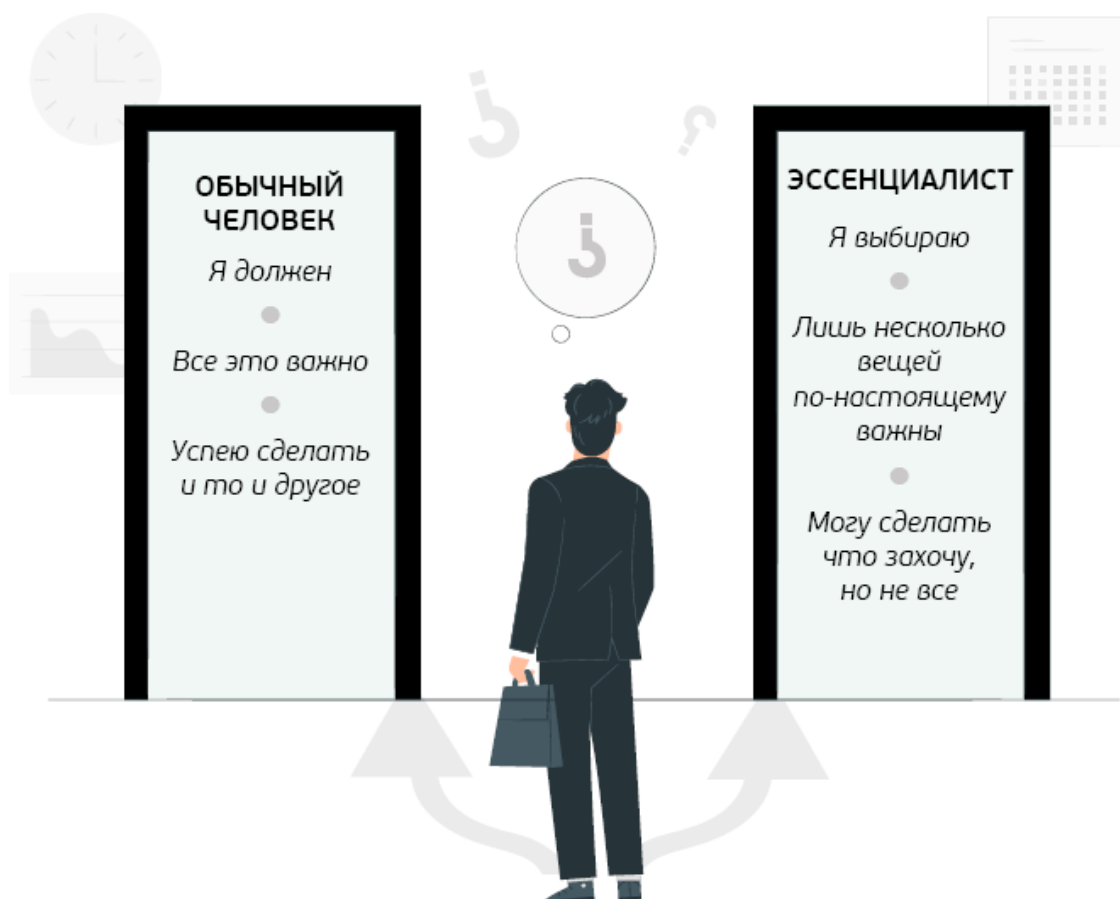 ОБЫЧНЫЙ
ЧЕЛОВЕК
Я должен
Все это важно
Успею сделать
и то и другое
ЭССЕНЦИАЛИСТ
Я выбираю
Лишь несколько
вещей
по-настоящему
важны
Могу сделать
что захочу,
но не все